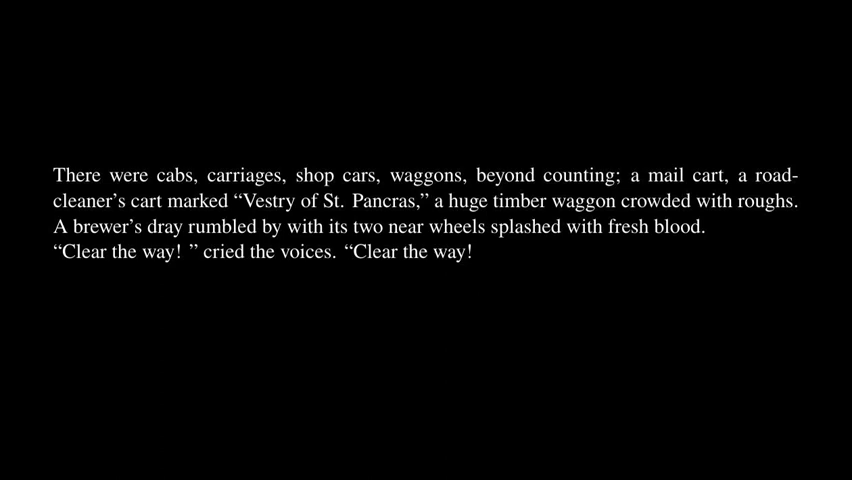 There were cabs, carriages, shop cars, waggons, beyond counting; a mail cart, a road-
cleaner’s cart marked “Vestry of St. Pancras,” a huge timber waggon crowded with roughs.
A brewer’s dray rumbled by with its two near wheels splashed with fresh blood.
“Clear the way! ” cried the voices. “Clear the way!